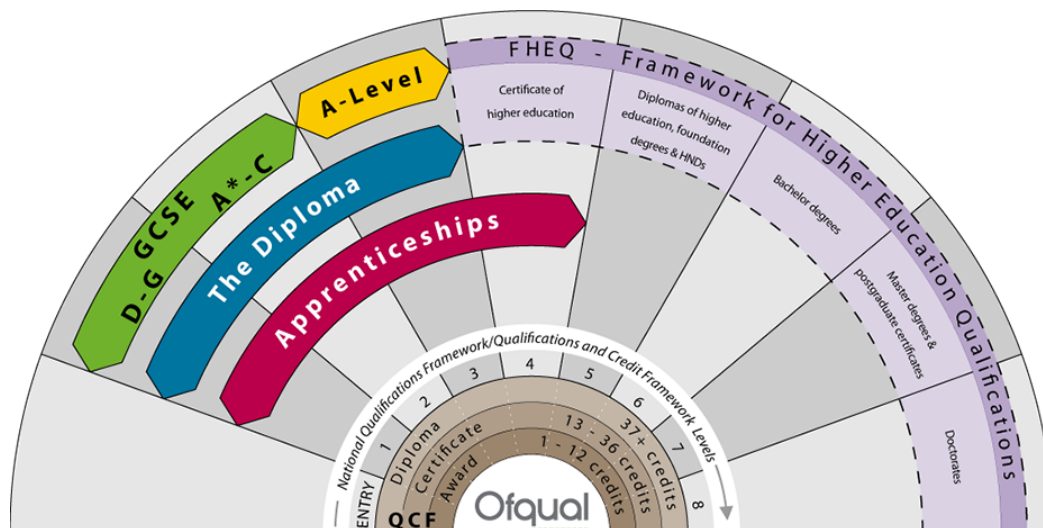 FHEQ - Framework for Higher Education Qualifications
A-Level
GCSE
D-G A*-C
The Diploma
Apprenticeships
Certificate of
higher education
Diplomas of higher
education, foundation
degrees & HNDs
Bachelor degrees
Master degrees &
postgraduate certificates
Doctorates
National Qualifications Framework/Qualifications and Credit Framework Levels
ENTRY 1 2 3 4 5 6 7 8
Diploma 37+ credits
Certificate 13 - 36 credits
Award 1 - 12 credits
QCF
Ofqual